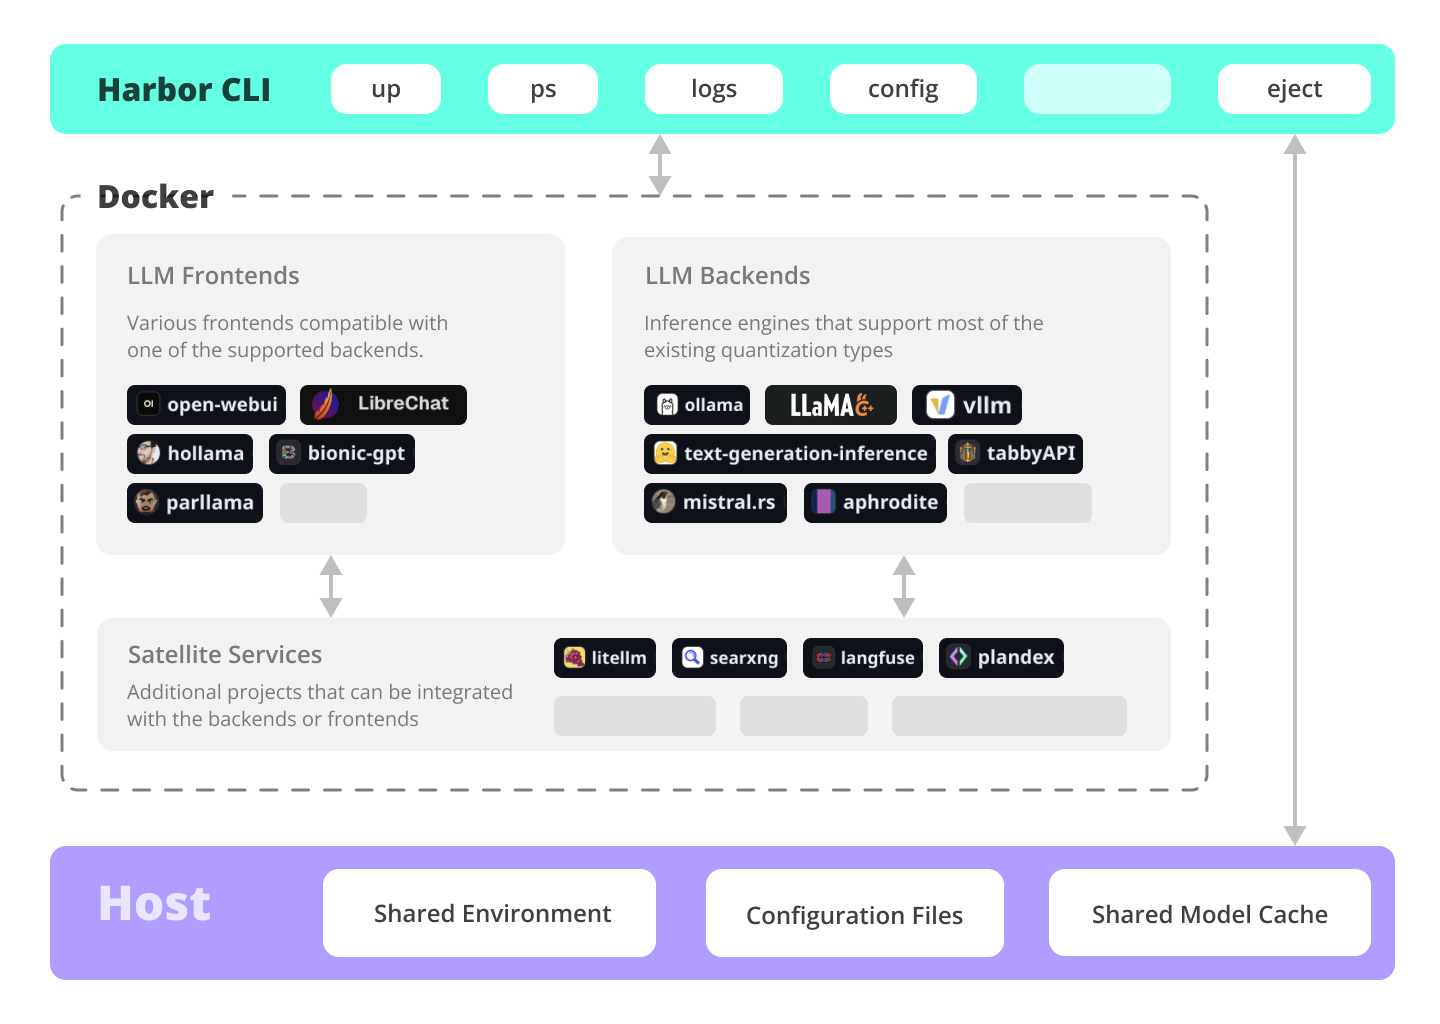 Harbor CLI
up
ps
logs
config
eject
Docker
LLM Frontends
Various frontends compatible with
one of the supported backends.
open-webui
LibreChat
hollama
bionic-gpt
parllama
LLM Backends
Inference engines that support most of the
existing quantization types
ollama
LLaMA C++
vllm
text-generation-inference
tabbyAPI
mistral.rs
aphrodite
Satellite Services
Additional projects that can be integrated
with the backends or frontends
litellm
searxng
langfuse
plandex
Host
Shared Environment
Configuration Files
Shared Model Cache